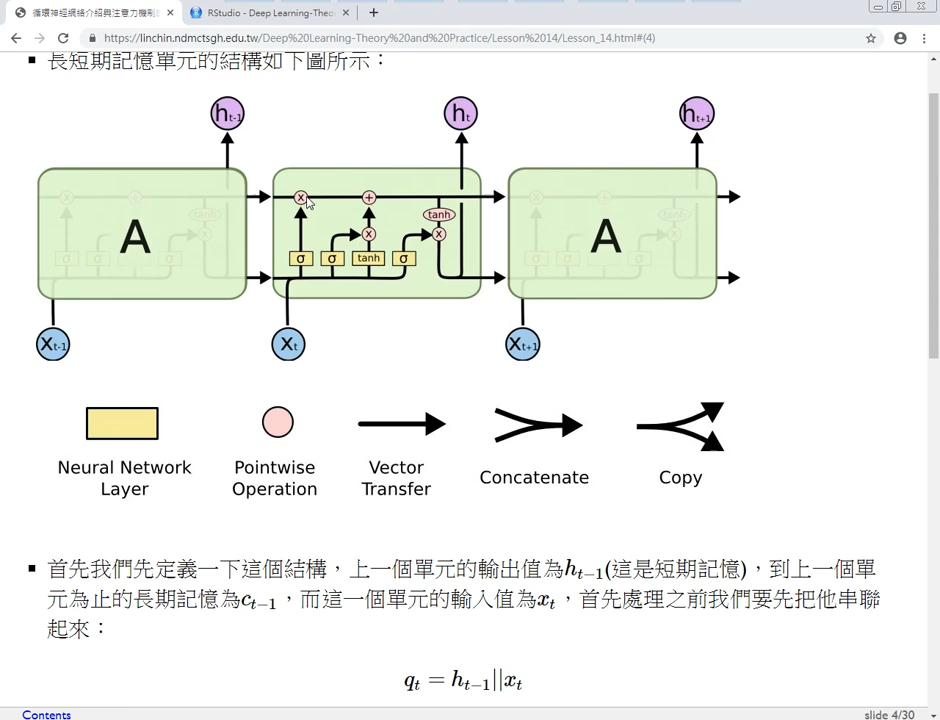 循環神經網絡介紹與注意力機制
RStudio - Deep Learning-Theo
https://linchin.ndmctsgh.edu.tw/Deep%20Learning-Theory%20and%20Practice/Lesson%2014/Lesson_14.html#(4)
長短期記憶單元的結構如下圖所示：
ht-1 ht ht+1
A x + tanh x x A
σ σ tanh σ
xt-1 xt xt+1
Neural Network Layer
Pointwise Operation
Vector Transfer
Concatenate
Copy
首先我們先定義一下這個結構，上一個單元的輸出值為ht−1(這是短期記憶)，到上一個單
元為止的長期記憶為ct−1，而這一個單元的輸入值為xt，首先處理之前我們要先把他串聯
起來：
qt = ht−1||xt
Contents
slide 4/30